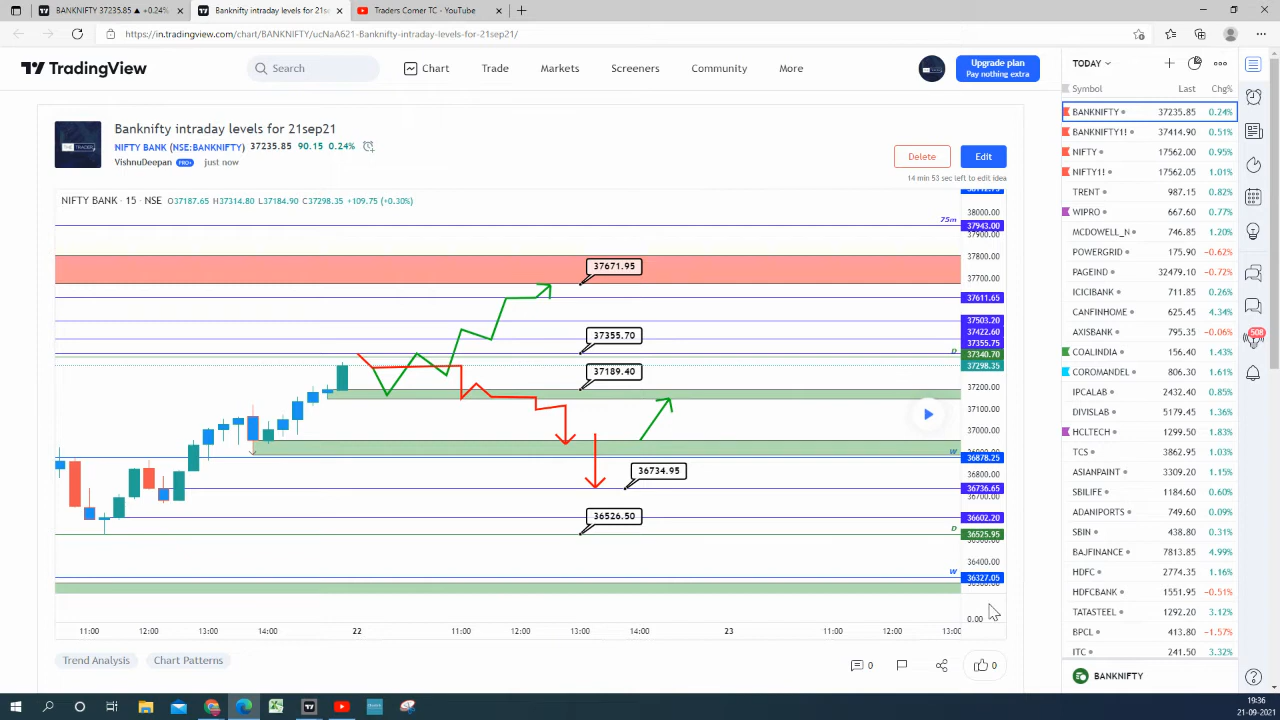 BANKNIFTY 37235.85 ▲ +0.24%
Banknifty intraday levels for 21se
Traders Corner TC - YouTube
https://in.tradingview.com/chart/BANKNIFTY/ucNaA621-Banknifty-intraday-levels-for-21sep21/
TradingView
Search
Chart
Trade
Markets
Screeners
Community
More
Upgrade plan
Pay nothing extra
Banknifty intraday levels for 21sep21
NIFTY BANK (NSE:BANKNIFTY) 37235.85 90.15 0.24%
VishnuDeepan PRO+ just now
Delete
Edit
14 min 53 sec left to edit idea
NIFTY BANK · 15 · NSE O37187.65 H37314.80 L37184.90 C37298.35 +109.75 (+0.30%)
38000.00
75m
37943.00
37900.00
37800.00
37671.95
37700.00
37611.65
37503.20
37422.60
37355.70
37355.75
D
37340.70
37298.35
37189.40
37200.00
37100.00
37000.00
W
36878.25
36734.95
36800.00
36736.65
36700.00
36526.50
36602.20
D
36525.95
36400.00
W
36327.05
0.00
11:00 12:00 13:00 14:00 22 11:00 12:00 13:00 14:00 23 11:00 12:00 13:00
Trend Analysis
Chart Patterns
0
0
TODAY
Symbol Last Chg%
BANKNIFTY 37235.85 0.24%
BANKNIFTY1! 37414.90 0.51%
NIFTY 17562.00 0.95%
NIFTY1! 17562.05 1.01%
TRENT 987.15 0.82%
WIPRO 667.60 0.77%
MCDOWELL_N 746.85 1.20%
POWERGRID 175.90 −0.62%
PAGEIND 32479.10 −0.72%
ICICIBANK 711.85 0.26%
CANFINHOME 625.45 4.34%
AXISBANK 795.35 −0.06%
COALINDIA 156.40 1.43%
COROMANDEL 806.30 1.61%
IPCALAB 2432.40 0.85%
DIVISLAB 5179.45 1.36%
HCLTECH 1299.50 1.83%
TCS 3862.95 1.03%
ASIANPAINT 3309.20 1.15%
SBILIFE 1184.60 0.60%
ADANIPORTS 749.60 0.09%
SBIN 438.80 0.31%
BAJFINANCE 7813.85 4.99%
HDFC 2774.35 1.16%
HDFCBANK 1551.95 −0.51%
TATASTEEL 1292.20 3.12%
BPCL 413.80 −1.57%
ITC 241.50 3.32%
BANKNIFTY
508
19:36
21-09-2021